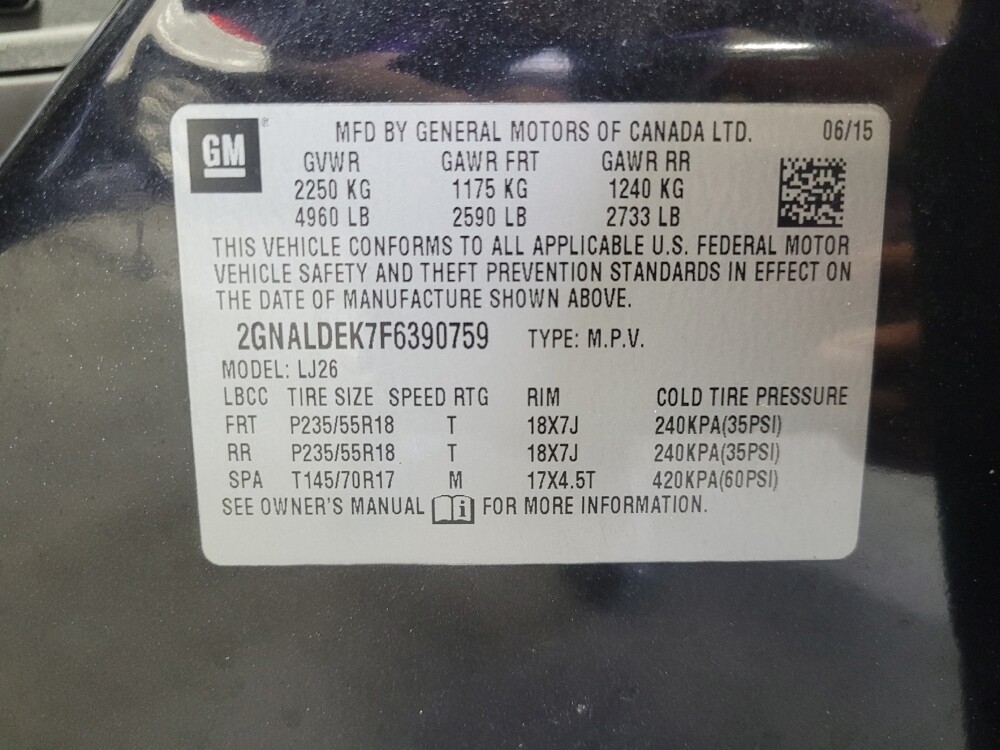 GM® MFD BY GENERAL MOTORS OF CANADA LTD. 06/15
GVWR GAWR FRT GAWR RR
2250 KG 1175 KG 1240 KG
4960 LB 2590 LB 2733 LB
THIS VEHICLE CONFORMS TO ALL APPLICABLE U.S. FEDERAL MOTOR
VEHICLE SAFETY AND THEFT PREVENTION STANDARDS IN EFFECT ON
THE DATE OF MANUFACTURE SHOWN ABOVE.
2GNALDEK7F6390759 TYPE: M.P.V.
MODEL: LJ26
LBCC TIRE SIZE SPEED RTG RIM COLD TIRE PRESSURE
FRT P235/55R18 T 18X7J 240KPA(35PSI)
RR P235/55R18 T 18X7J 240KPA(35PSI)
SPA T145/70R17 M 17X4.5T 420KPA(60PSI)
SEE OWNER'S MANUAL i FOR MORE INFORMATION.